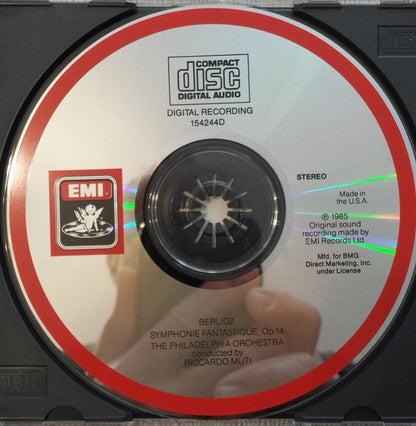 COMPACT
disc
DIGITAL AUDIO
DIGITAL RECORDING
154244D
EMI
STEREO
Made in
the U.S.A.
℗ 1985
Original sound
recording made by
EMI Records Ltd.
Mfd. for BMG
Direct Marketing, Inc.
under License
BERLIOZ
SYMPHONIE FANTASTIQUE, Op.14
THE PHILADELPHIA ORCHESTRA
conducted by
RICCARDO MUTI